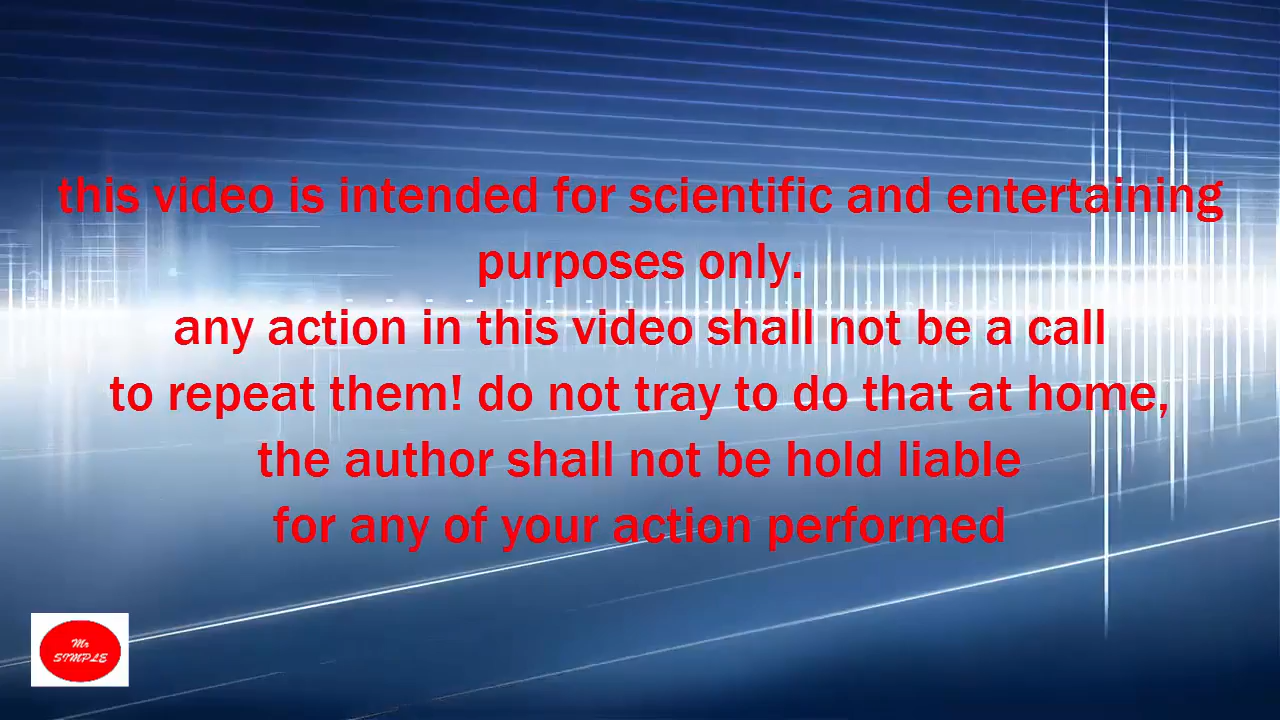 this video is intended for scientific and entertaining
purposes only.
any action in this video shall not be a call
to repeat them! do not tray to do that at home,
the author shall not be hold liable
for any of your action performed
Mr
SIMPLE